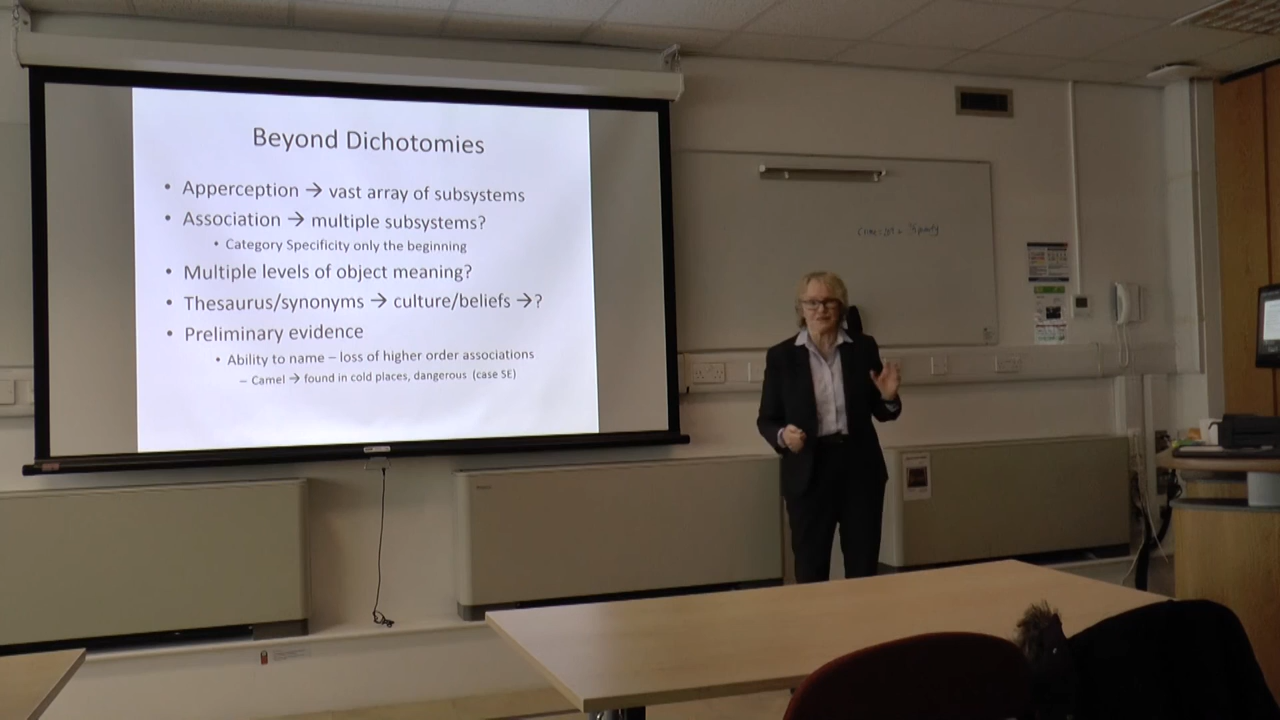 Beyond Dichotomies
• Apperception → vast array of subsystems
• Association → multiple subsystems?
• Category Specificity only the beginning
• Multiple levels of object meaning?
• Thesaurus/synonyms → culture/beliefs →?
• Preliminary evidence
• Ability to name – loss of higher order associations
– Camel → found in cold places, dangerous (case SE)